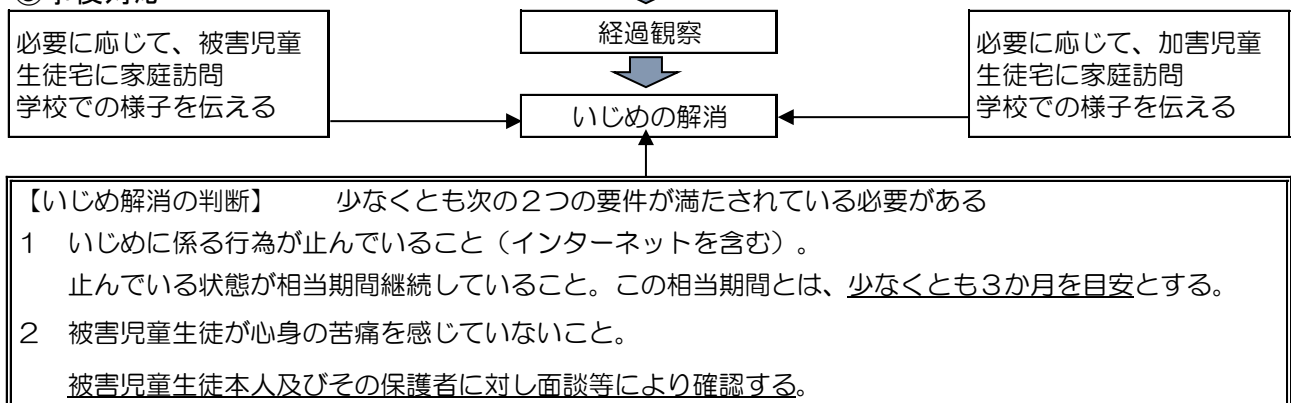 経過観察
必要に応じて、被害児童
生徒宅に家庭訪問
学校での様子を伝える
いじめの解消
必要に応じて、加害児童
生徒宅に家庭訪問
学校での様子を伝える
【いじめ解消の判断】　　少なくとも次の２つの要件が満たされている必要がある
１　いじめに係る行為が止んでいること（インターネットを含む）。
止んでいる状態が相当期間継続していること。この相当期間とは、少なくとも３か月を目安とする。
２　被害児童生徒が心身の苦痛を感じていないこと。
被害児童生徒本人及びその保護者に対し面談等により確認する。